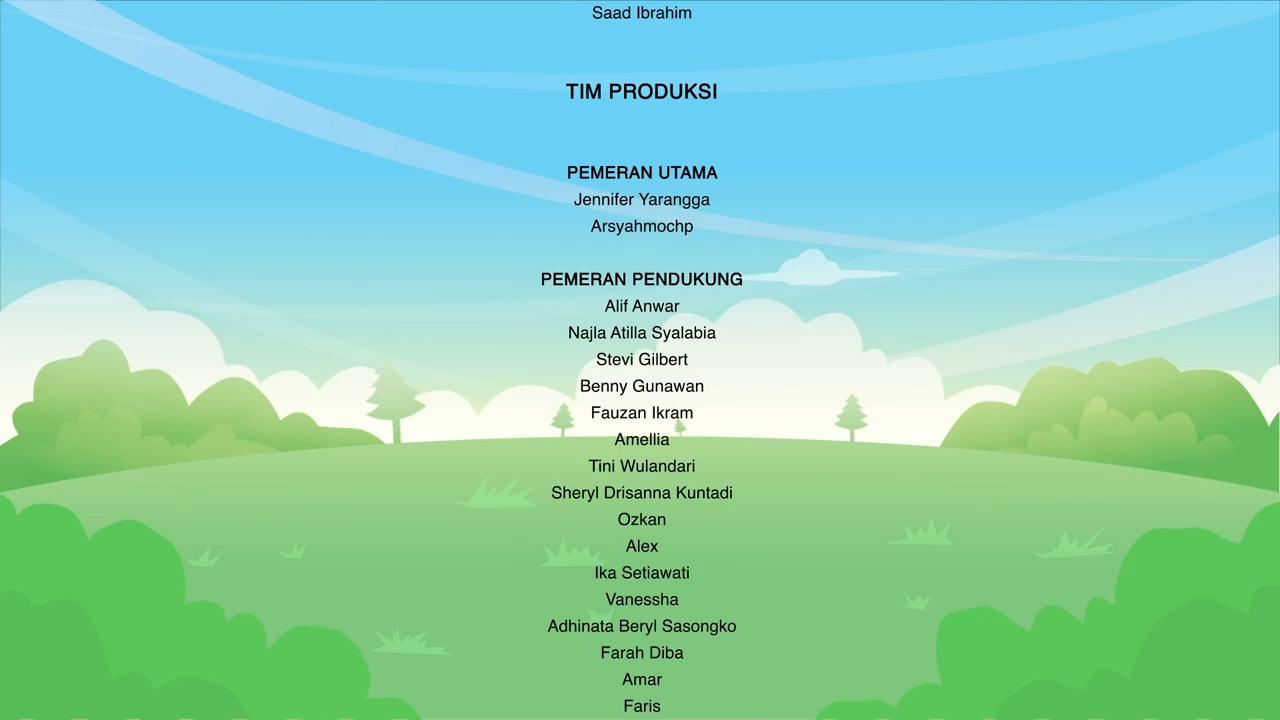 Saad Ibrahim
TIM PRODUKSI
PEMERAN UTAMA
Jennifer Yarangga
Arsyahmochp
PEMERAN PENDUKUNG
Alif Anwar
Najla Atilla Syalabia
Stevi Gilbert
Benny Gunawan
Fauzan Ikram
Amellia
Tini Wulandari
Sheryl Drisanna Kuntadi
Ozkan
Alex
Ika Setiawati
Vanessha
Adhinata Beryl Sasongko
Farah Diba
Amar
Faris